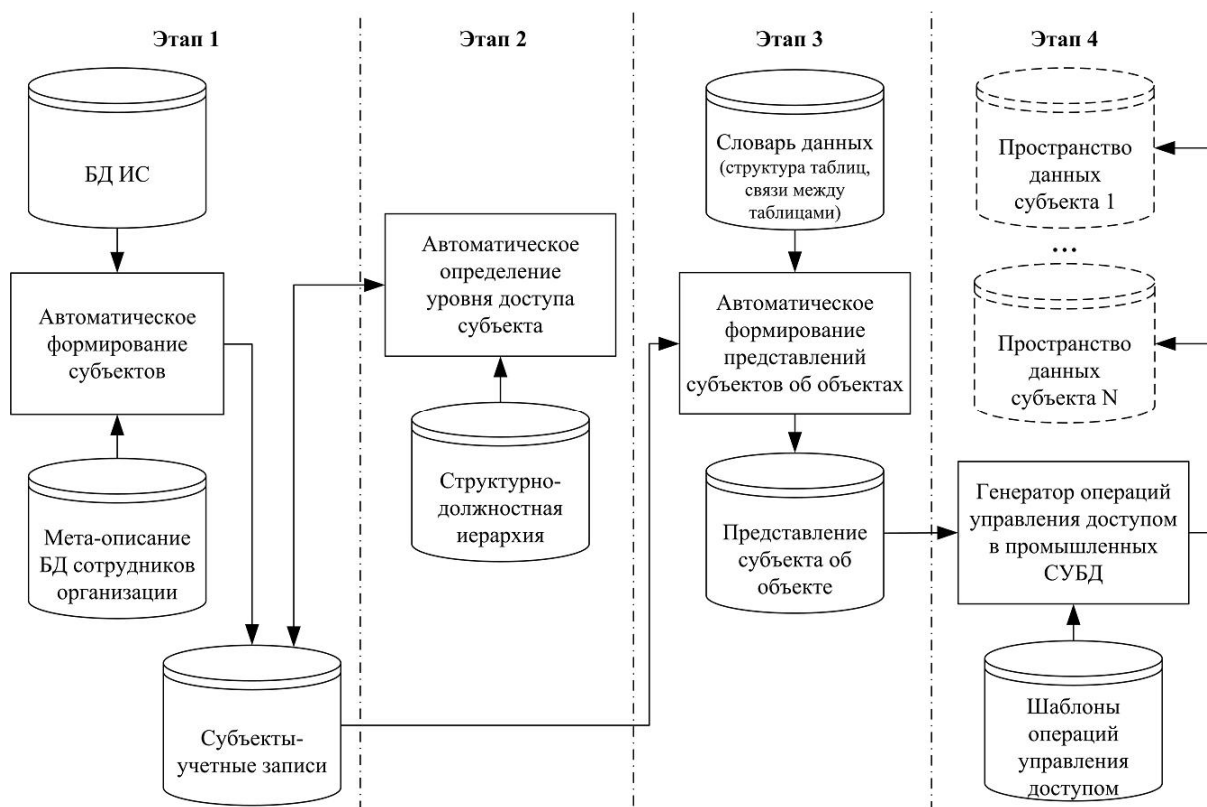 Этап 1
БД ИС
Автоматическое
формирование
субъектов
Мета-описание
БД сотрудников
организации
Субъекты-
учетные записи
Этап 2
Автоматическое
определение
уровня доступа
субъекта
Структурно-
должностная
иерархия
Этап 3
Словарь данных
(структура таблиц,
связи между
таблицами)
Автоматическое
формирование
представлений
субъектов об объектах
Представление
субъекта об
объекте
Этап 4
Пространство
данных
субъекта 1
...
Пространство
данных
субъекта N
Генератор операций
управления доступом
в промышленных
СУБД
Шаблоны
операций
управления
доступом